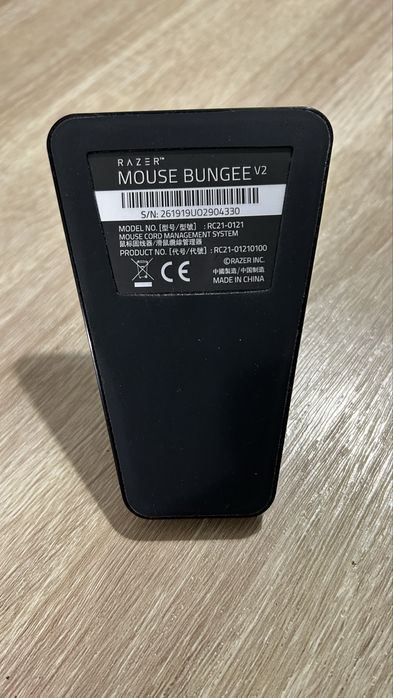 RAZER™
MOUSE BUNGEE V2
S/N: 261919UO2904330
MODEL NO. [型号/型號] : RC21-0121
MOUSE CORD MANAGEMENT SYSTEM
鼠标固线器/滑鼠纜線管理器
PRODUCT NO. [代号/代號] : RC21-01210100
©RAZER INC.
中國製造/中国制造
MADE IN CHINA
CE